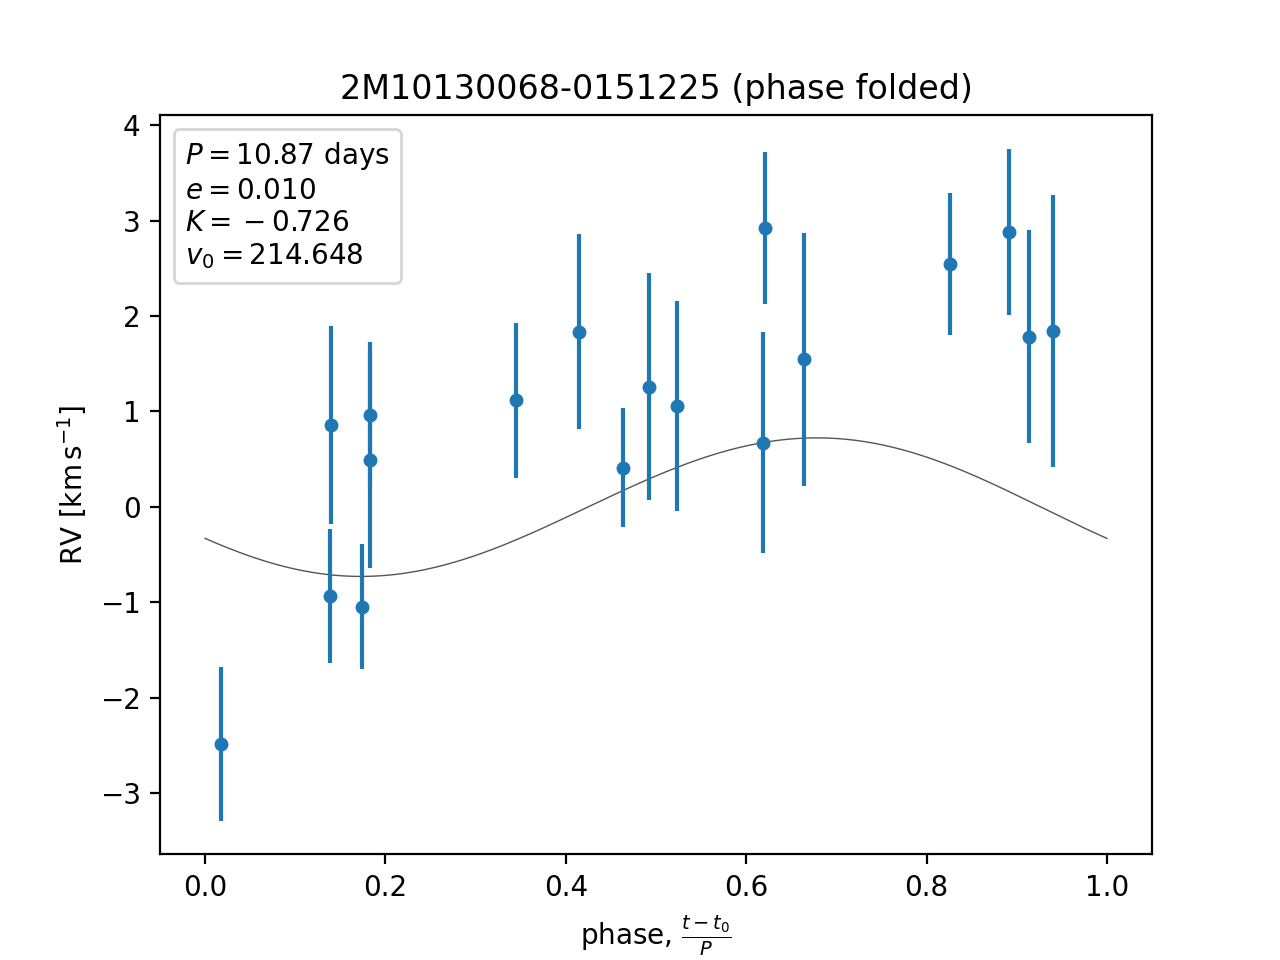 2M10130068-0151225 (phase folded)
P = 10.87 days
e = 0.010
K = −0.726
v₀ = 214.648
4
3
2
1
0
−1
−2
−3
RV [km s⁻¹]
0.0 0.2 0.4 0.6 0.8 1.0
phase, (t − t₀)/P